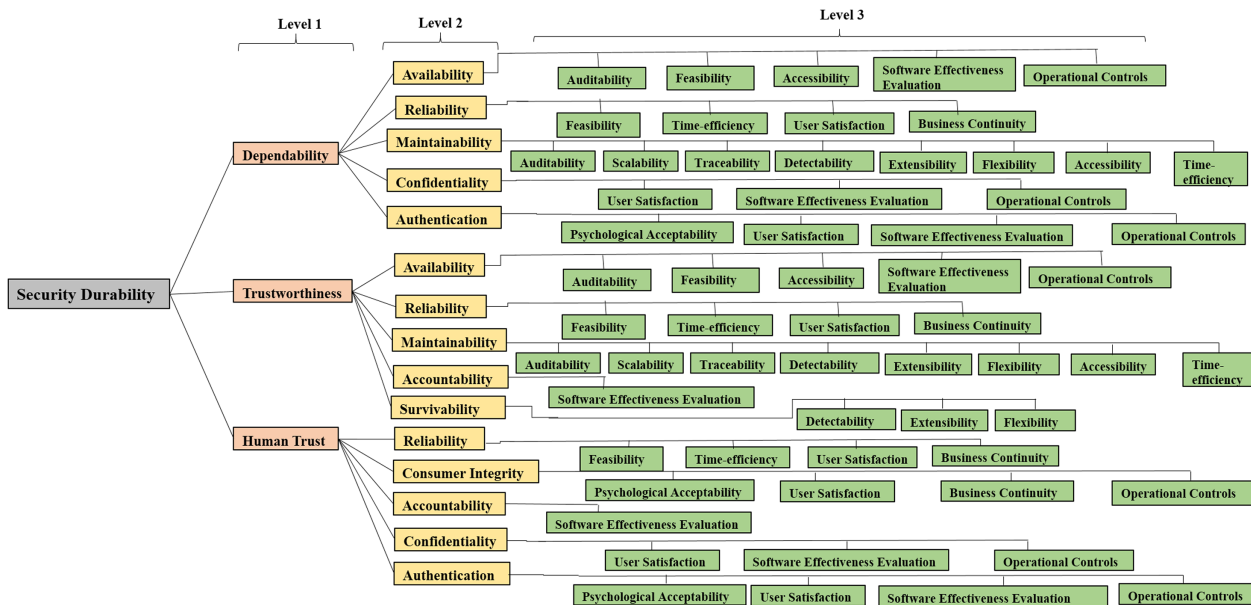 Level 1
Level 2
Level 3
Security Durability
Dependability
Availability
Auditability
Feasibility
Accessibility
Software Effectiveness
Evaluation
Operational Controls
Reliability
Feasibility
Time-efficiency
User Satisfaction
Business Continuity
Maintainability
Auditability
Scalability
Traceability
Detectability
Extensibility
Flexibility
Accessibility
Time-
efficiency
Confidentiality
User Satisfaction
Software Effectiveness Evaluation
Operational Controls
Authentication
Psychological Acceptability
User Satisfaction
Software Effectiveness Evaluation
Operational Controls
Trustworthiness
Availability
Auditability
Feasibility
Accessibility
Software Effectiveness
Evaluation
Operational Controls
Reliability
Feasibility
Time-efficiency
User Satisfaction
Business Continuity
Maintainability
Auditability
Scalability
Traceability
Detectability
Extensibility
Flexibility
Accessibility
Time-
efficiency
Accountability
Software Effectiveness Evaluation
Survivability
Detectability
Extensibility
Flexibility
Human Trust
Reliability
Feasibility
Time-efficiency
User Satisfaction
Business Continuity
Consumer Integrity
Psychological Acceptability
User Satisfaction
Business Continuity
Operational Controls
Accountability
Software Effectiveness Evaluation
Confidentiality
User Satisfaction
Software Effectiveness Evaluation
Operational Controls
Authentication
Psychological Acceptability
User Satisfaction
Software Effectiveness Evaluation
Operational Controls